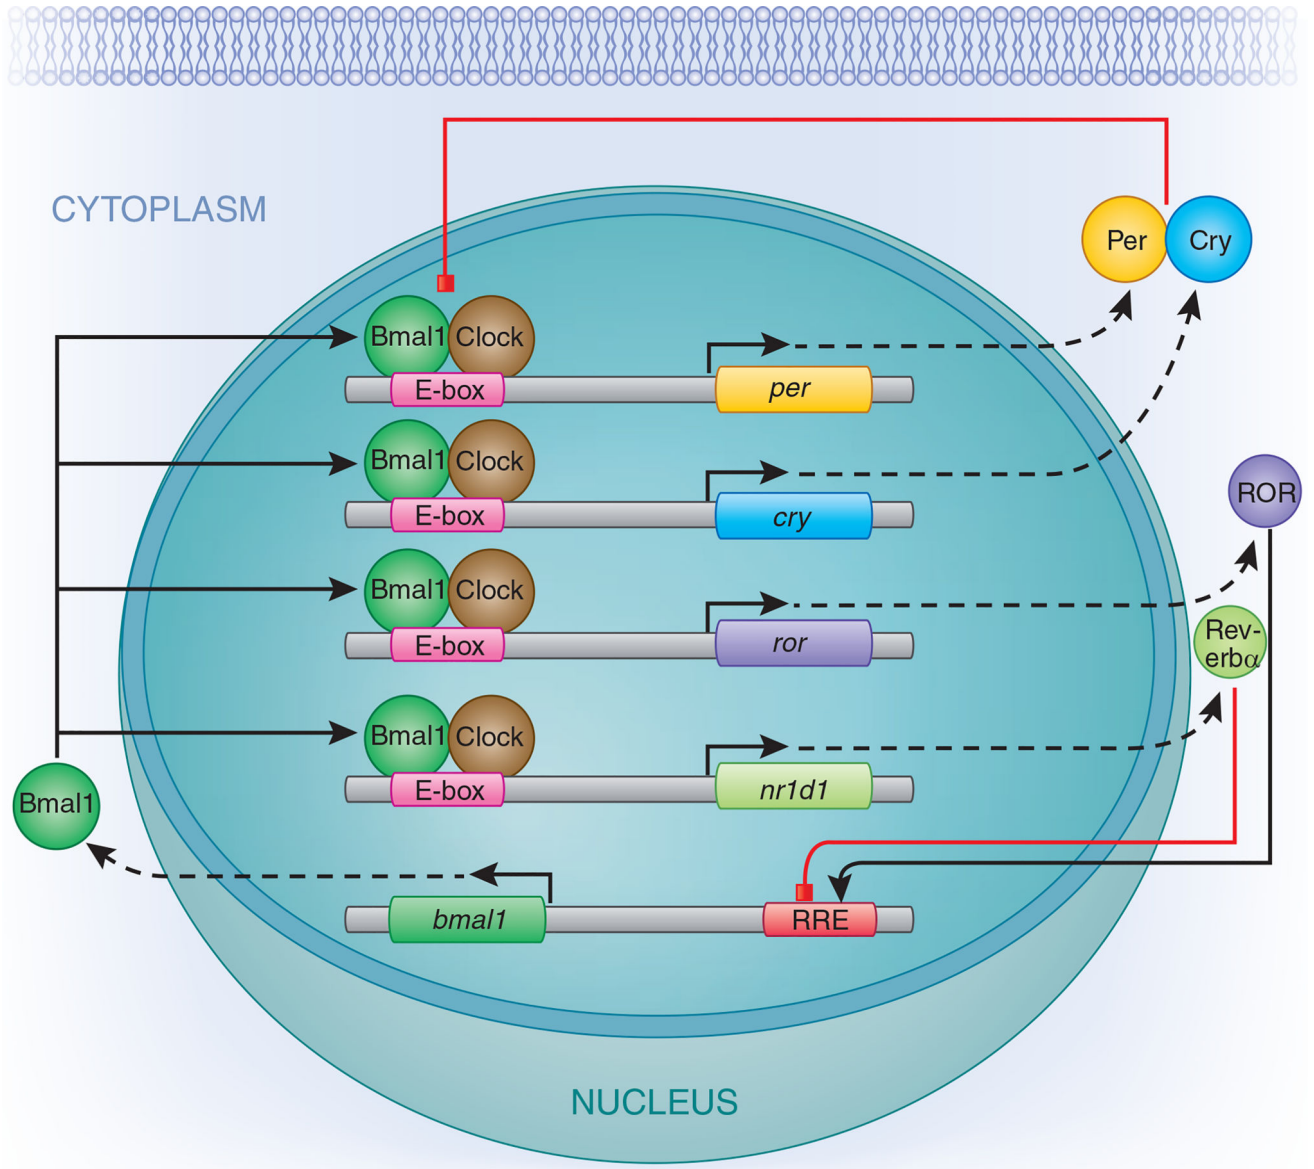 CYTOPLASM
Per
Cry
Bmal1
Clock
E-box
per
Bmal1
Clock
E-box
cry
ROR
Bmal1
Clock
E-box
ror
Rev-
erbα
Bmal1
Clock
E-box
nr1d1
Bmal1
bmal1
RRE
NUCLEUS